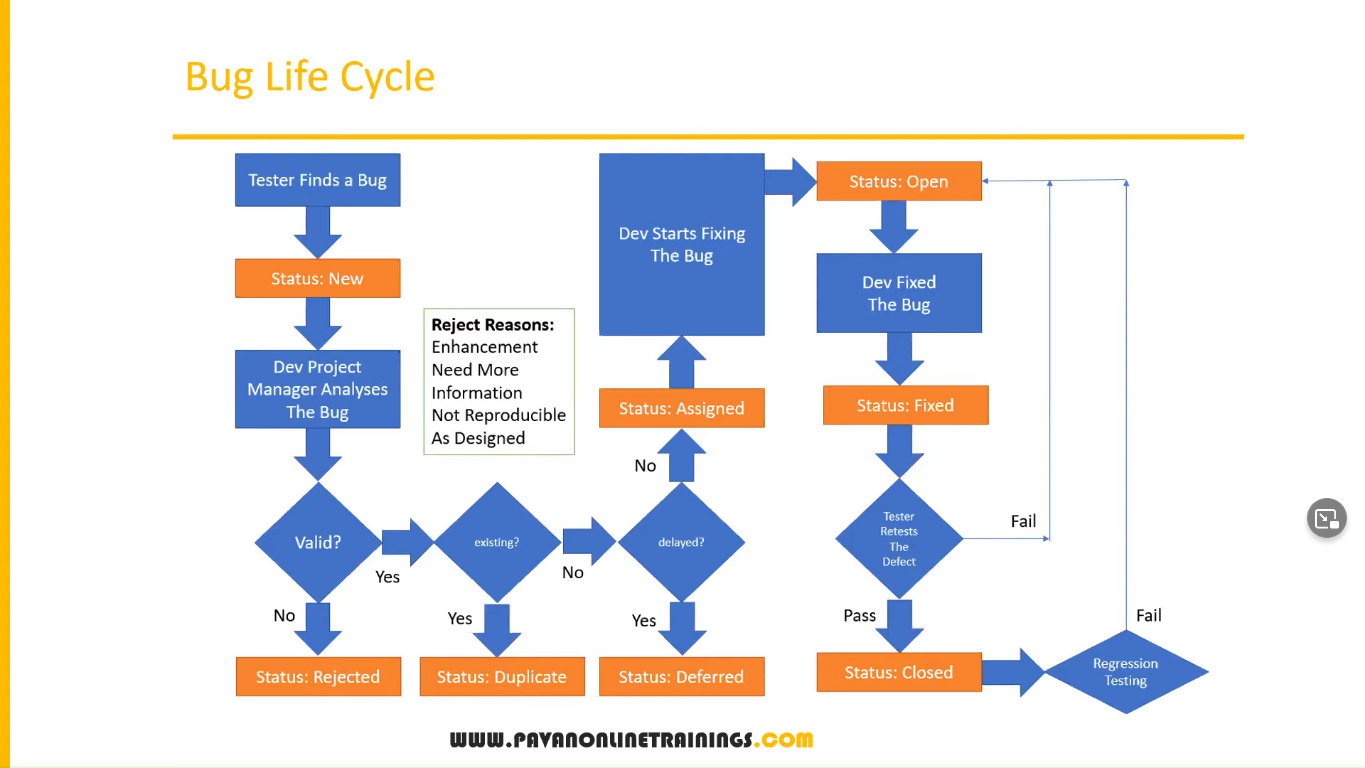 Bug Life Cycle
Tester Finds a Bug
Status: New
Dev Project
Manager Analyses
The Bug
Valid?
Yes
No
Status: Rejected
Reject Reasons:
Enhancement
Need More
Information
Not Reproducible
As Designed
existing?
No
Yes
Status: Duplicate
Dev Starts Fixing
The Bug
Status: Assigned
No
delayed?
Yes
Status: Deferred
Status: Open
Dev Fixed
The Bug
Status: Fixed
Tester
Retests
The
Defect
Fail
Pass
Status: Closed
Fail
Regression
Testing
WWW.PAVANONLINETRAININGS.COM